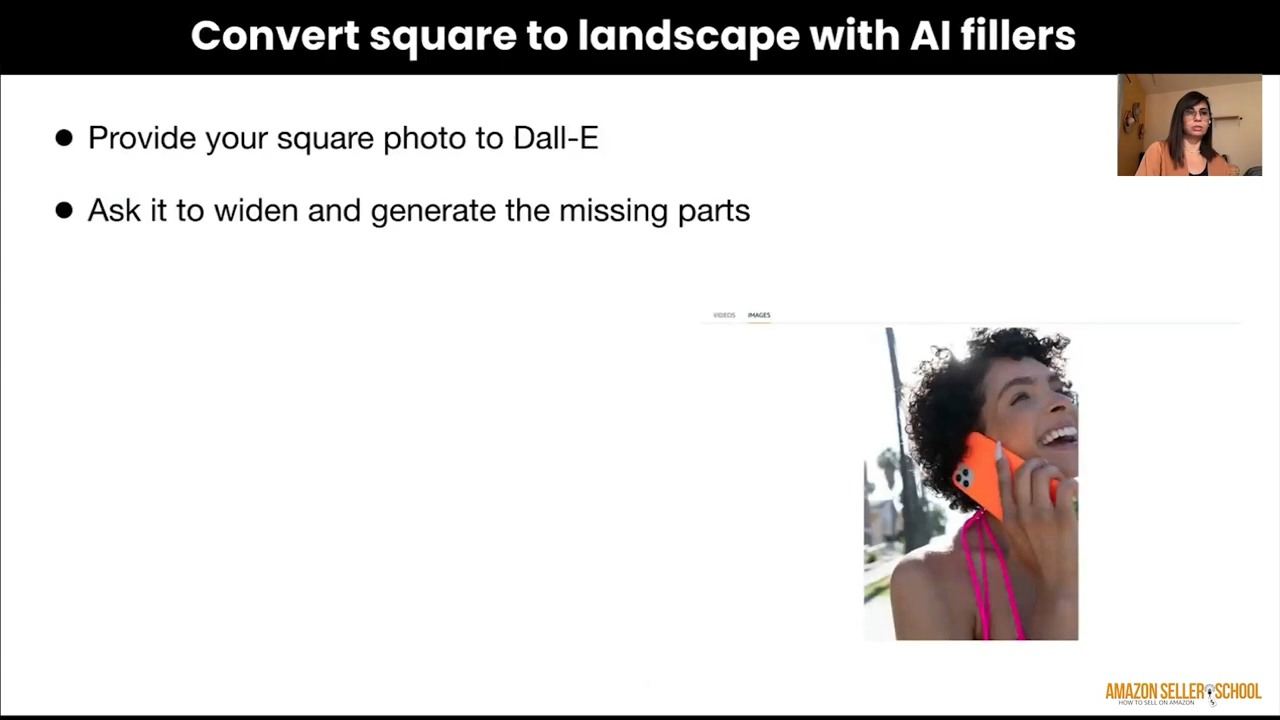 Convert square to landscape with AI fillers
● Provide your square photo to Dall-E
● Ask it to widen and generate the missing parts
VIDEOS IMAGES
AMAZON SELLER SCHOOL
HOW TO SELL ON AMAZON